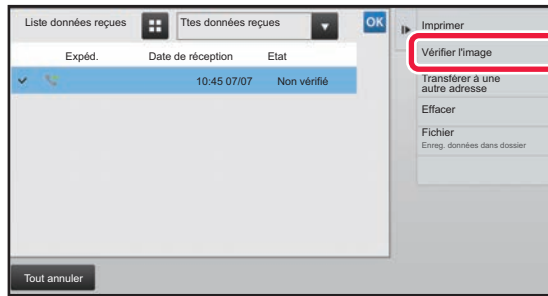 Liste données reçues
Ttes données reçues
OK
Expéd. Date de réception Etat
10:45 07/07 Non vérifié
Tout annuler
Imprimer
Vérifier l'image
Transférer à une
autre adresse
Effacer
Fichier
Enreg. données dans dossier